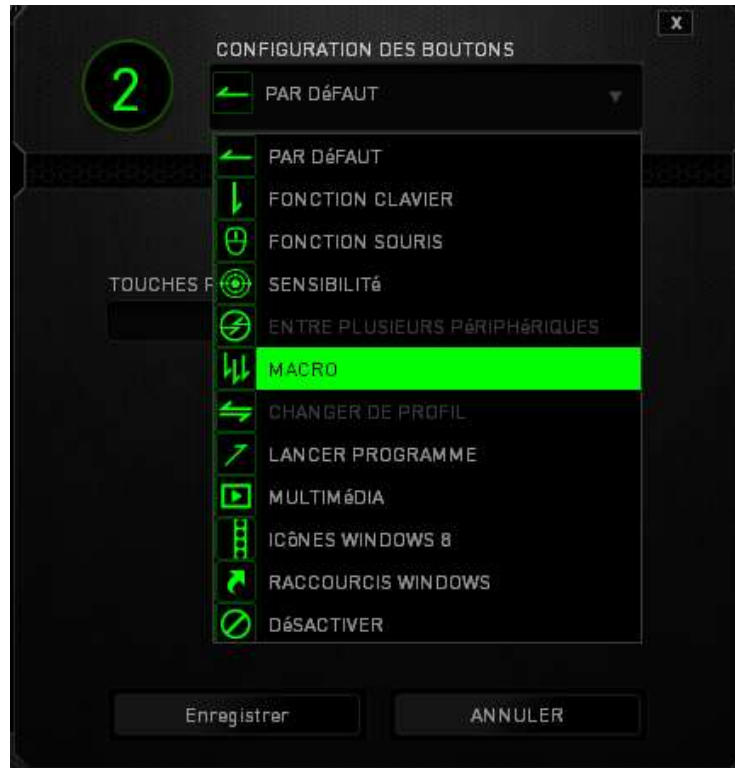 X
CONFIGURATION DES BOUTONS
2
PAR DéFAUT
PAR DéFAUT
FONCTION CLAVIER
FONCTION SOURIS
SENSIBILITé
TOUCHES
ENTRE PLUSIEURS PéRIPHéRIQUES
MACRO
CHANGER DE PROFIL
LANCER PROGRAMME
MULTIMéDIA
ICôNES WINDOWS 8
RACCOURCIS WINDOWS
DéSACTIVER
Enregistrer
ANNULER